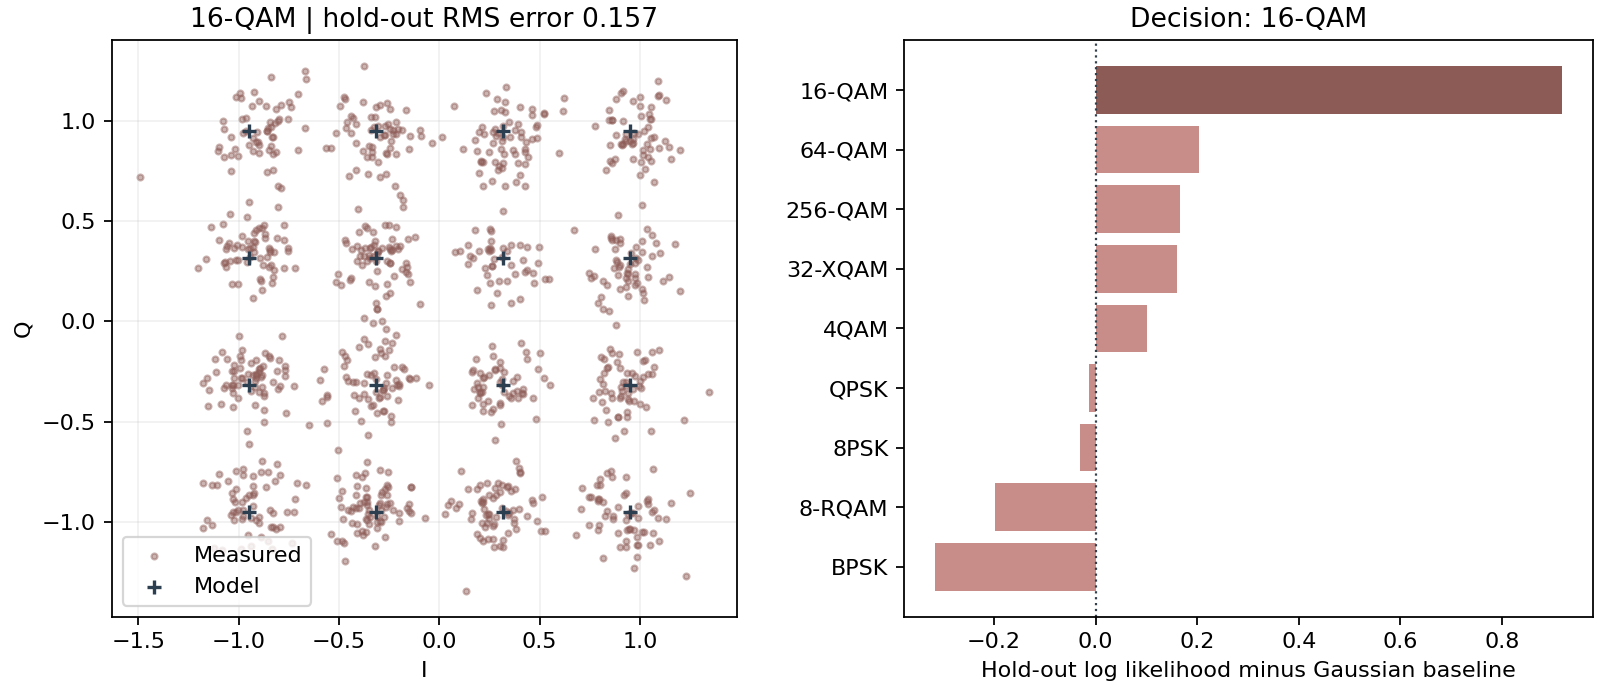 16-QAM | hold-out RMS error 0.157
1.0
0.5
0.0
−0.5
−1.0
Q
Measured
Model
−1.5
−1.0
−0.5
0.0
0.5
1.0
I
Decision: 16-QAM
16-QAM
64-QAM
256-QAM
32-XQAM
4QAM
QPSK
8PSK
8-RQAM
BPSK
−0.2
0.0
0.2
0.4
0.6
0.8
Hold-out log likelihood minus Gaussian baseline